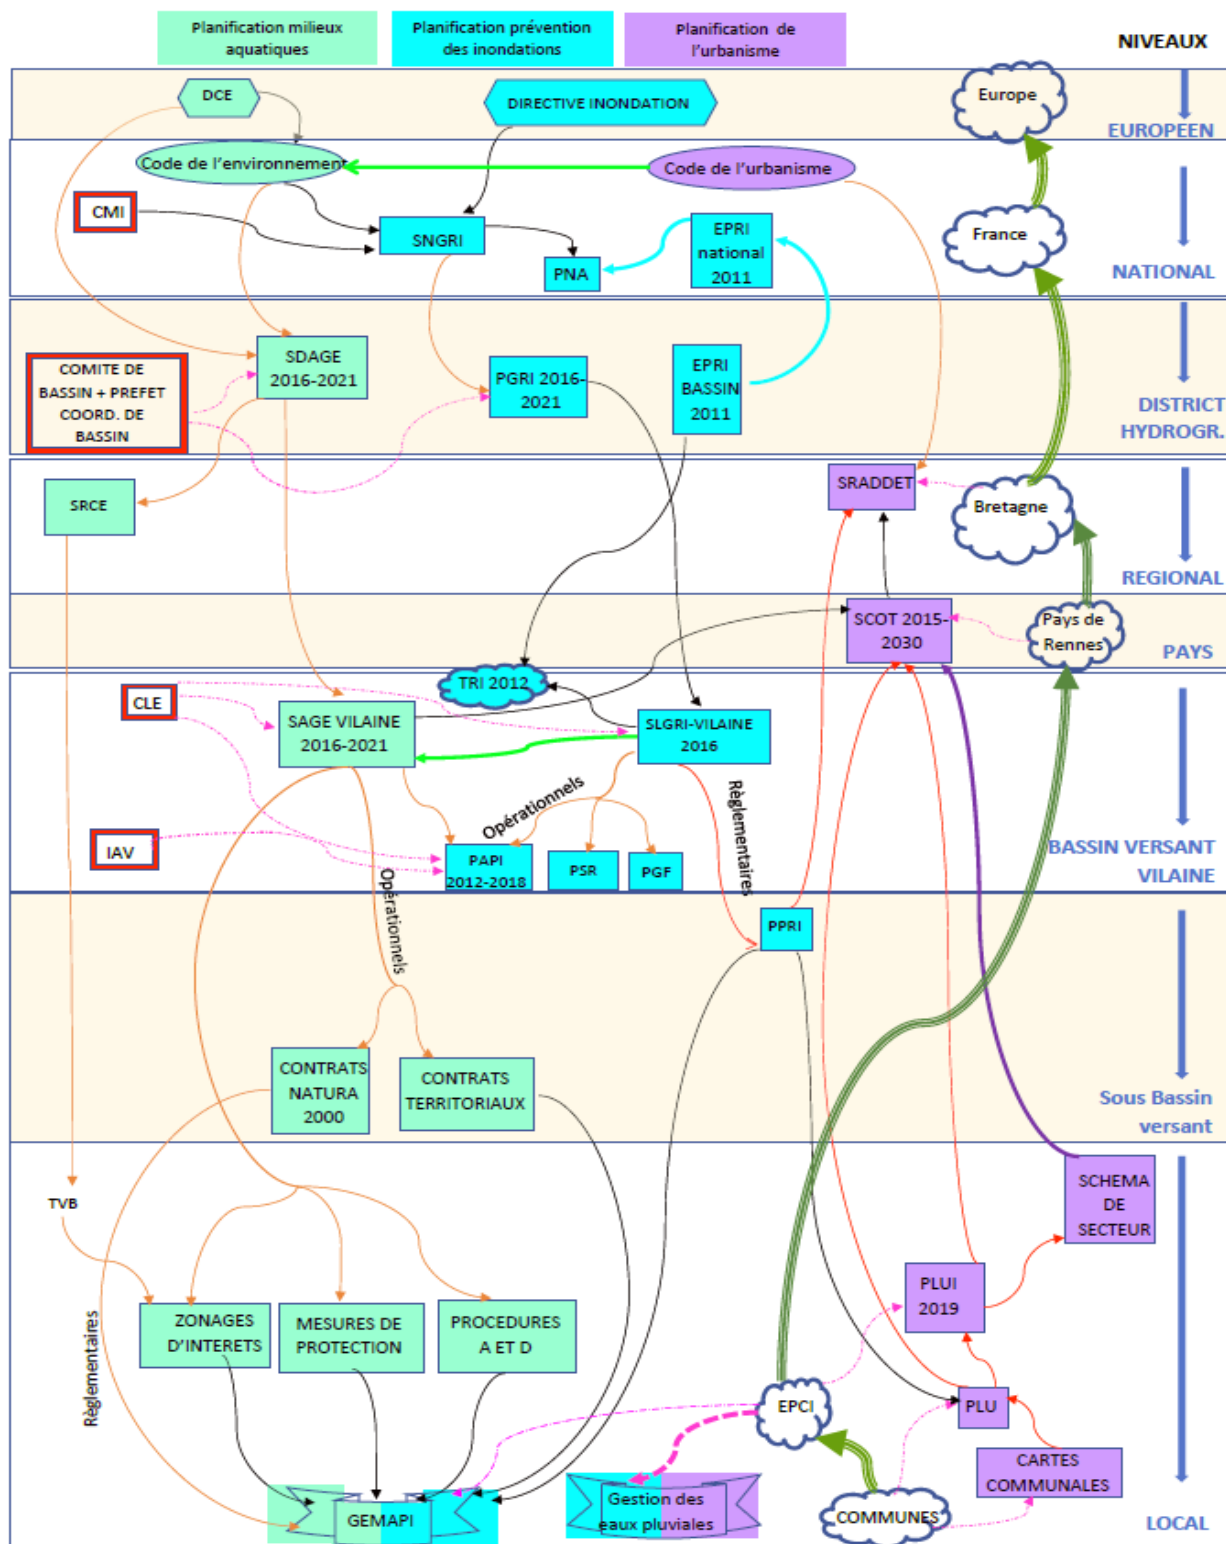 Planification milieux
aquatiques
Planification prévention
des inondations
Planification de
l'urbanisme
NIVEAUX
DCE
DIRECTIVE INONDATION
Europe
EUROPEEN
Code de l'environnement
Code de l'urbanisme
CMI
SNGRI
PNA
EPRI
national
2011
France
NATIONAL
COMITE DE
BASSIN + PREFET
COORD. DE
BASSIN
SDAGE
2016-2021
PGRI 2016-
2021
EPRI
BASSIN
2011
DISTRICT
HYDROGR.
SRCE
SRADDET
Bretagne
REGIONAL
SCOT 2015-
2030
Pays de
Rennes
PAYS
TRI 2012
CLE
SAGE VILAINE
2016-2021
SLGRI-VILAINE
2016
Opérationnels
Règlementaires
IAV
PAPI
2012-2018
PSR
PGF
BASSIN VERSANT
VILAINE
Opérationnels
PPRI
CONTRATS
NATURA
2000
CONTRATS
TERRITORIAUX
Sous Bassin
versant
TVB
SCHEMA
DE
SECTEUR
PLUI
2019
ZONAGES
D'INTERETS
MESURES DE
PROTECTION
PROCEDURES
A ET D
Règlementaires
EPCI
PLU
CARTES
COMMUNALES
GEMAPI
Gestion des
eaux pluviales
COMMUNES
LOCAL